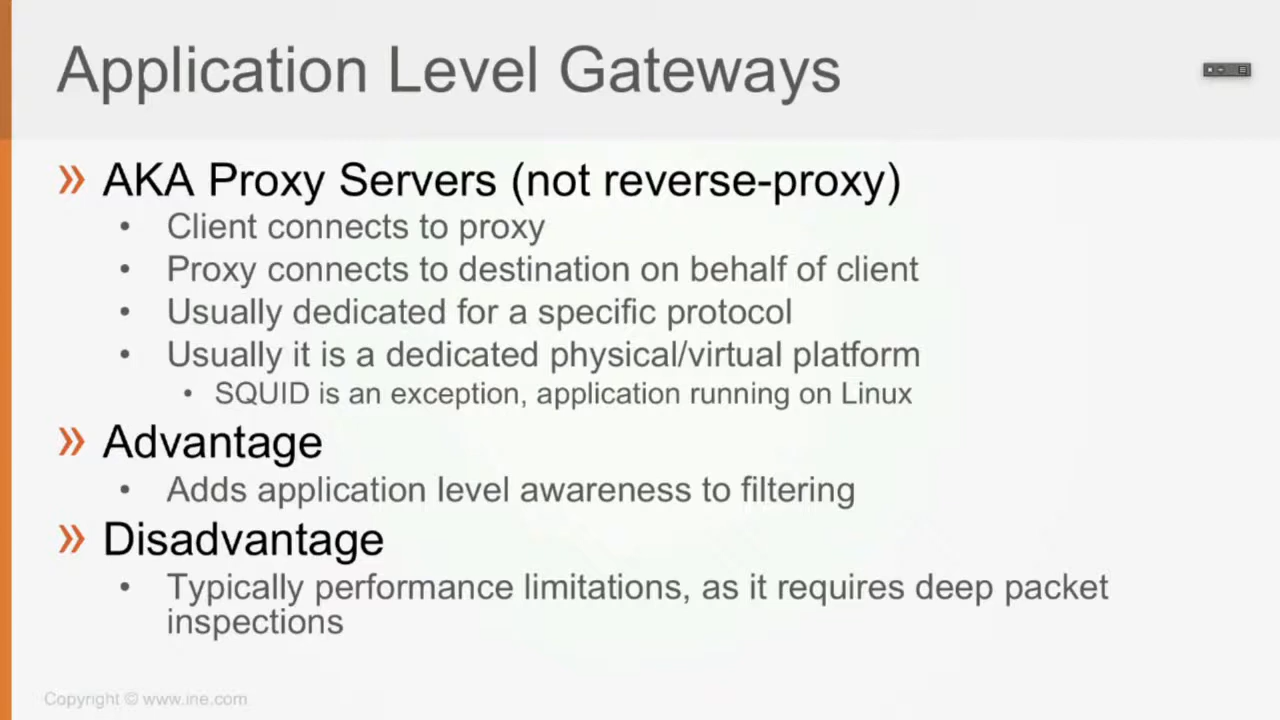 Application Level Gateways
» AKA Proxy Servers (not reverse-proxy)
• Client connects to proxy
• Proxy connects to destination on behalf of client
• Usually dedicated for a specific protocol
• Usually it is a dedicated physical/virtual platform
• SQUID is an exception, application running on Linux
» Advantage
• Adds application level awareness to filtering
» Disadvantage
• Typically performance limitations, as it requires deep packet
inspections
Copyright © www.ine.com